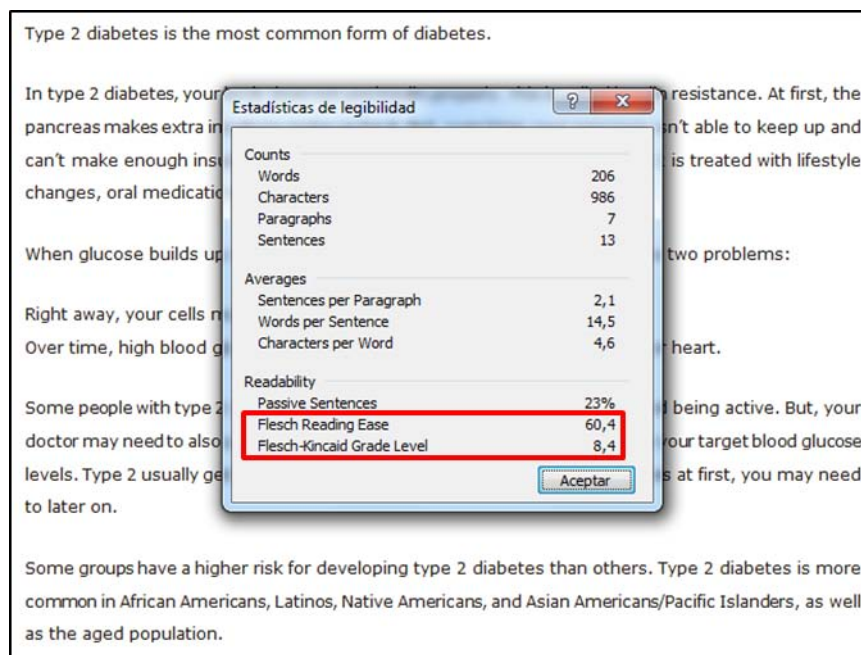 Type 2 diabetes is the most common form of diabetes.
In type 2 diabetes, your resistance. At first, the
pancreas makes extra able to keep up and
can't make enough is treated with lifestyle
changes, oral
When glucose builds up two problems:
Right away, your cells
Over time, high blood heart.
Some people with type 2 being active. But, your
doctor may need to also your target blood glucose
levels. Type 2 usually at first, you may need
to later on.
Some groups have a higher risk for developing type 2 diabetes than others. Type 2 diabetes is more
common in African Americans, Latinos, Native Americans, and Asian Americans/Pacific Islanders, as well
as the aged population.
Estadísticas de legibilidad
Counts
Words 206
Characters 986
Paragraphs 7
Sentences 13
Averages
Sentences per Paragraph 2,1
Words per Sentence 14,5
Characters per Word 4,6
Readability
Passive Sentences 23%
Flesch Reading Ease 60,4
Flesch-Kincaid Grade Level 8,4
Aceptar